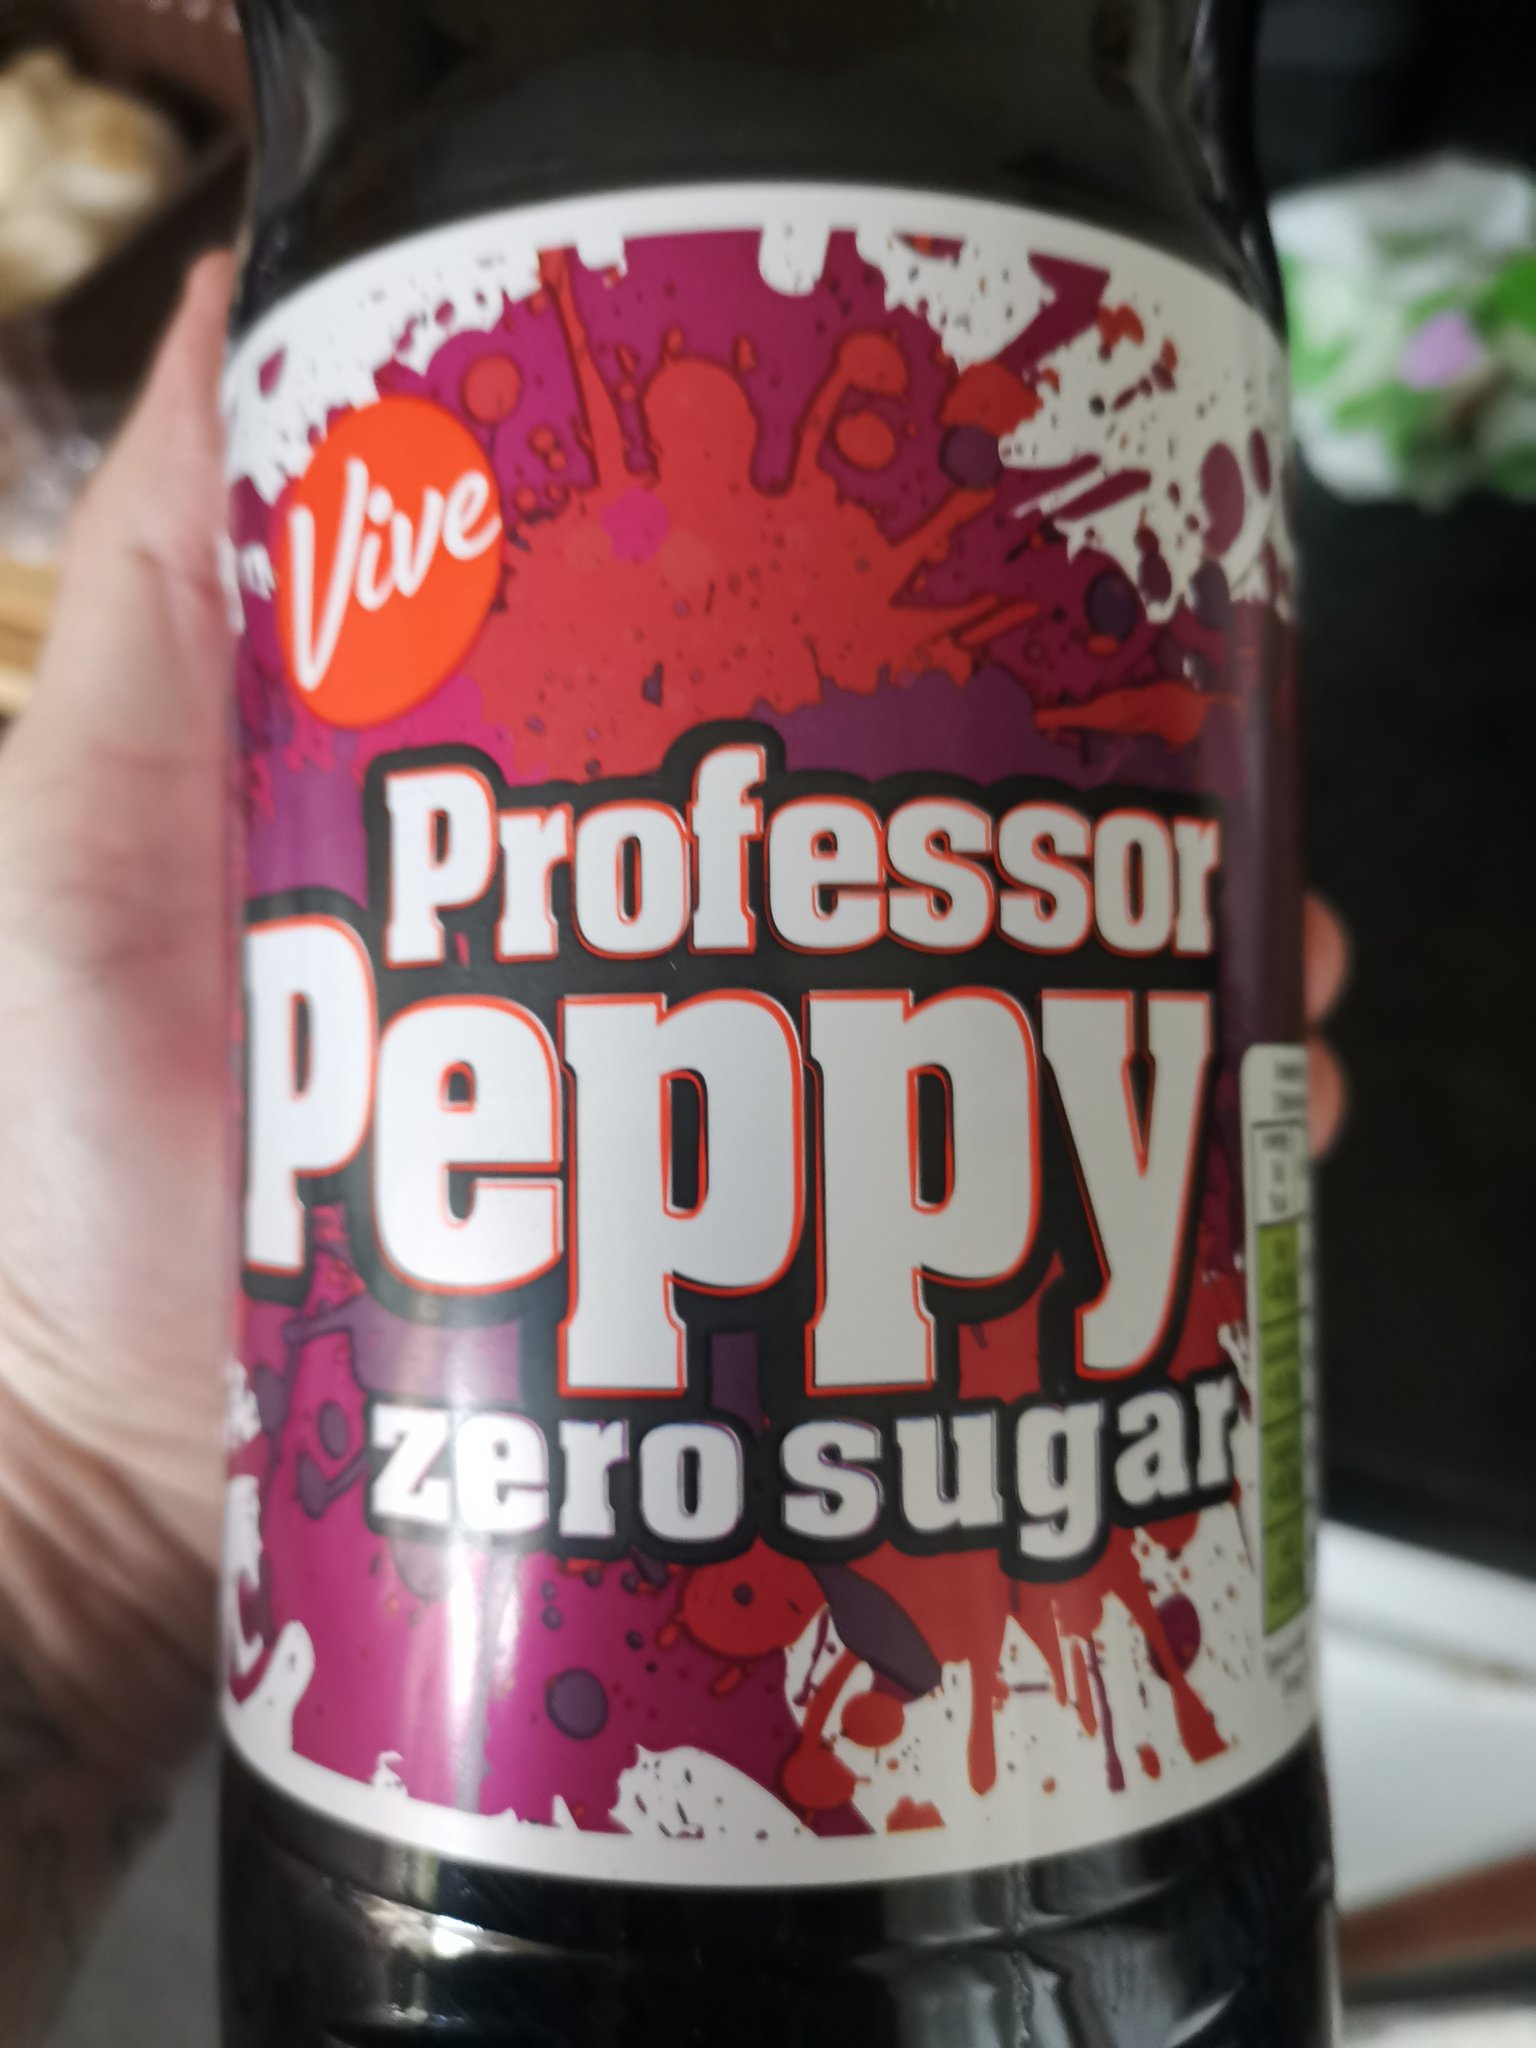 Vive
Professor
Peppy
zero sugar